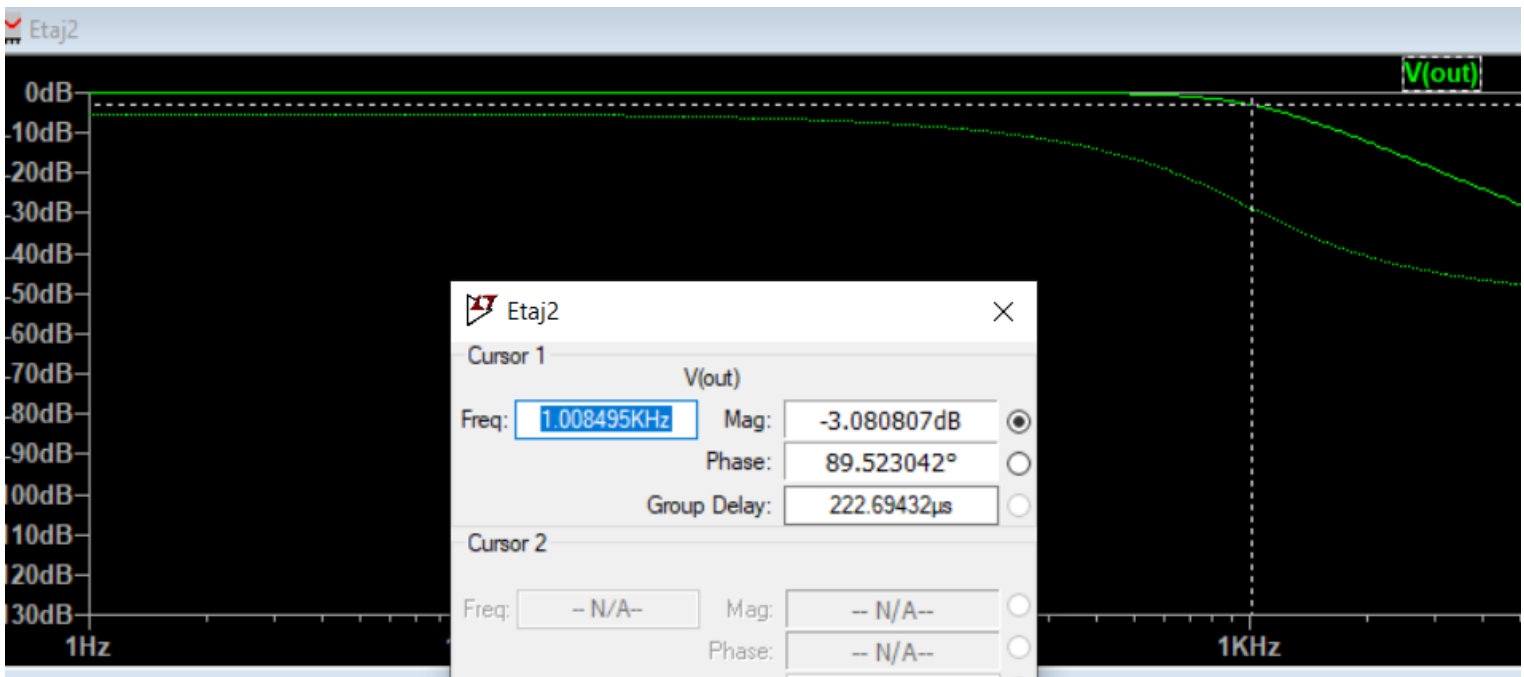 Etaj2
V(out)
0dB
-10dB
-20dB
-30dB
-40dB
-50dB
-60dB
-70dB
-80dB
-90dB
100dB
110dB
120dB
130dB
1Hz
1KHz
Etaj2
Cursor 1
V(out)
Freq: 1.008495KHz Mag: -3.080807dB
Phase: 89.523042°
Group Delay: 222.69432µs
Cursor 2
Freq: -- N/A-- Mag: -- N/A--
Phase: -- N/A--